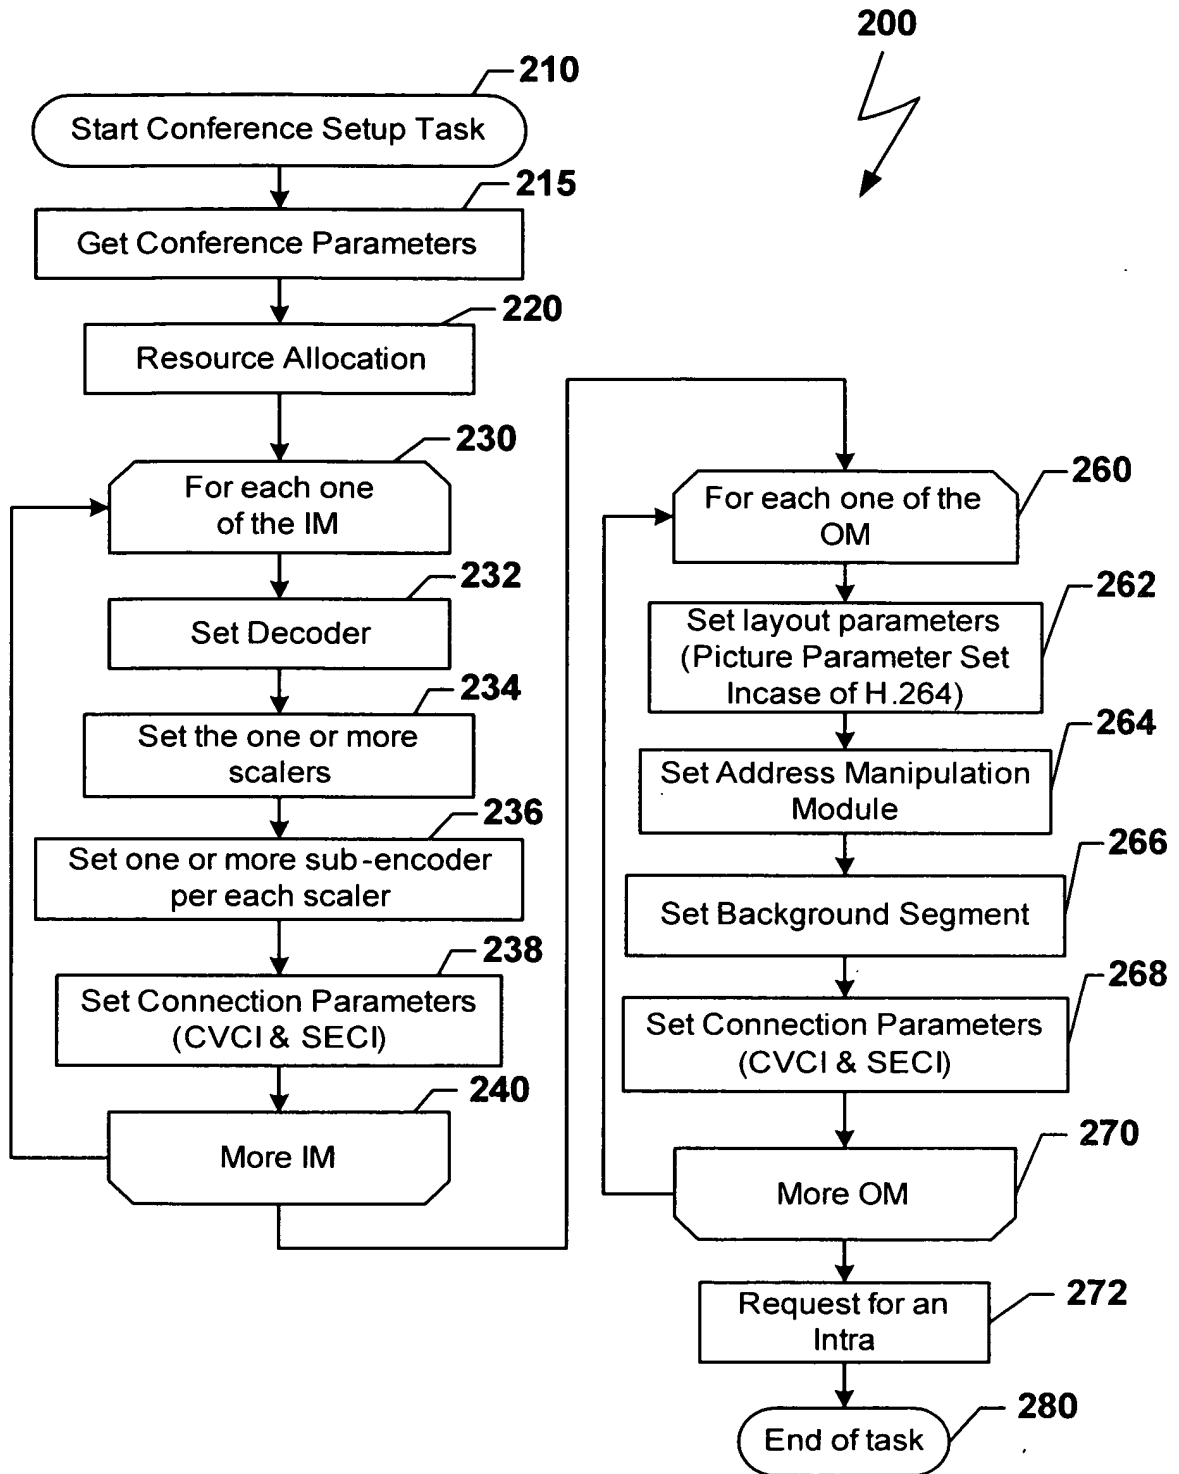 200
210
Start Conference Setup Task
215
Get Conference Parameters
220
Resource Allocation
230
For each one
of the IM
232
Set Decoder
234
Set the one or more
scalers
236
Set one or more sub-encoder
per each scaler
238
Set Connection Parameters
(CVCI & SECI)
240
More IM
260
For each one of the
OM
262
Set layout parameters
(Picture Parameter Set
Incase of H.264)
264
Set Address Manipulation
Module
266
Set Background Segment
268
Set Connection Parameters
(CVCI & SECI)
270
More OM
272
Request for an
Intra
280
End of task